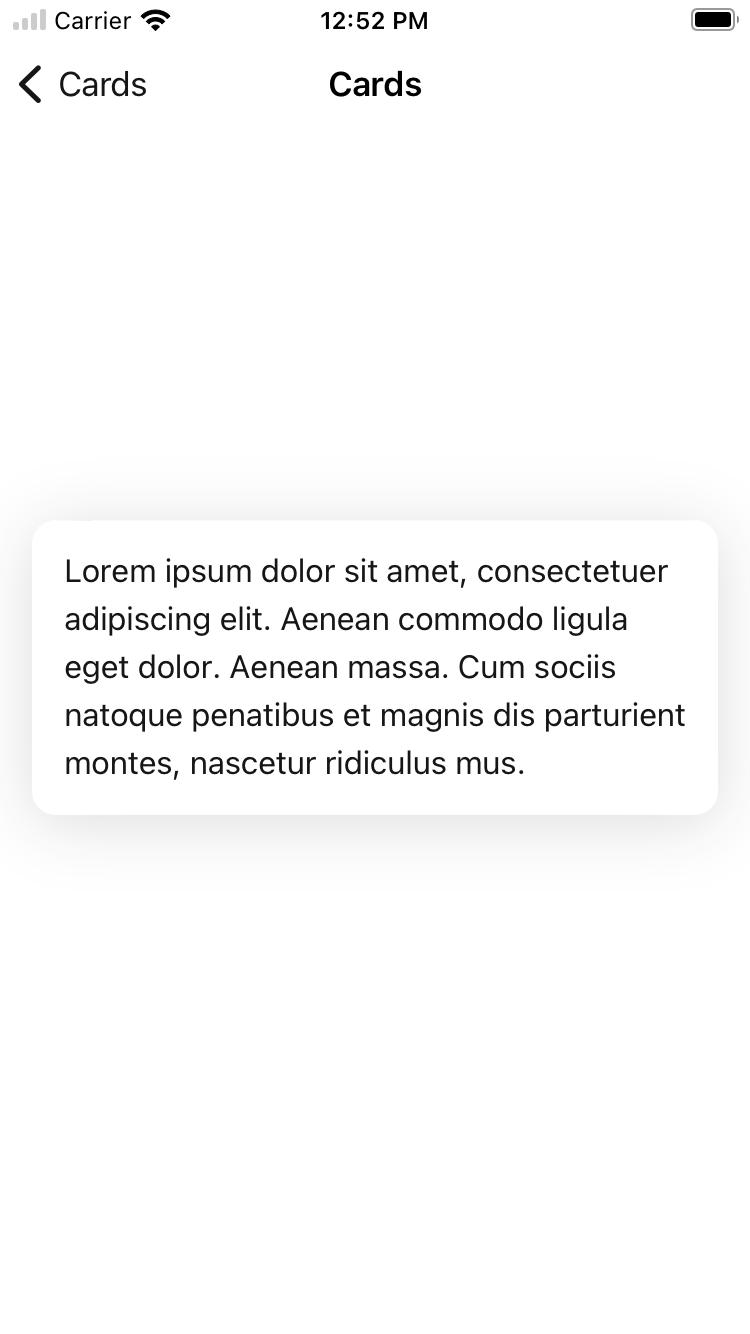 Carrier 12:52 PM
Cards Cards
Lorem ipsum dolor sit amet, consectetuer
adipiscing elit. Aenean commodo ligula
eget dolor. Aenean massa. Cum sociis
natoque penatibus et magnis dis parturient
montes, nascetur ridiculus mus.